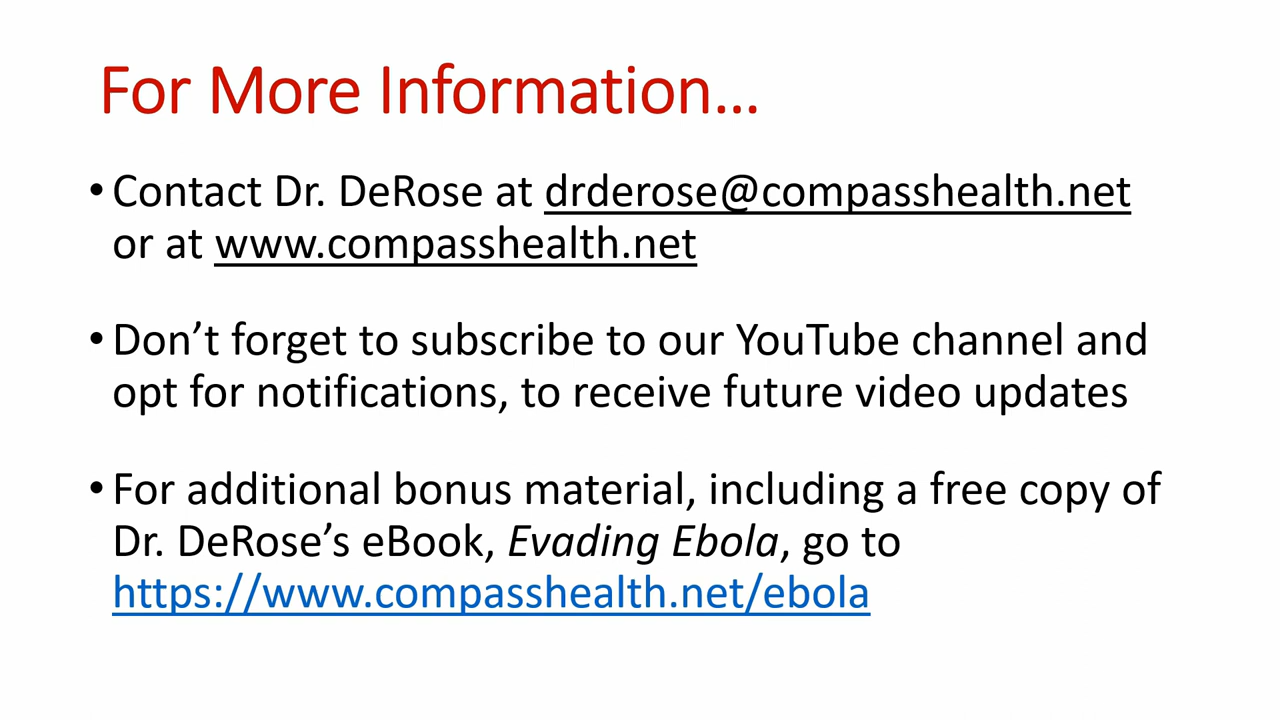 For More Information…
• Contact Dr. DeRose at drderose@compasshealth.net
or at www.compasshealth.net
• Don’t forget to subscribe to our YouTube channel and
opt for notifications, to receive future video updates
• For additional bonus material, including a free copy of
Dr. DeRose’s eBook, Evading Ebola, go to
https://www.compasshealth.net/ebola